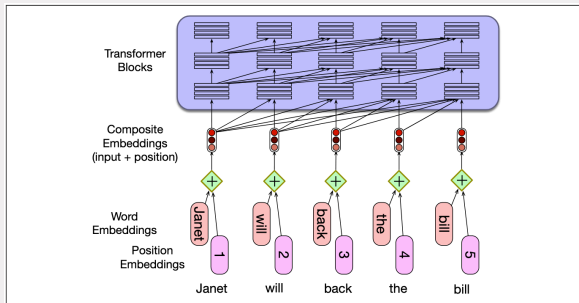 Transformer
Blocks
Composite
Embeddings
(input + position)
+ + + + +
Word
Embeddings
Janet will back the bill
Position
Embeddings
1 2 3 4 5
Janet will back the bill